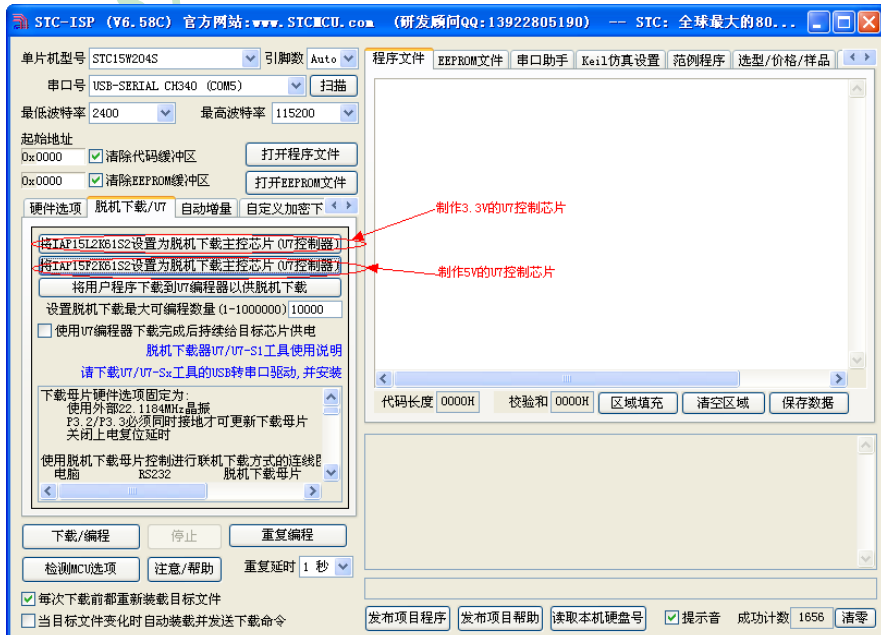 STC-ISP (V6.58C) 官方网站:www.STCMCU.com (研发顾问QQ:13922805190) -- STC: 全球最大的80...
单片机型号 STC15W204S 引脚数 Auto
串口号 USB-SERIAL CH340 (COM5) 扫描
最低波特率 2400 最高波特率 115200
起始地址
0x0000 清除代码缓冲区 打开程序文件
0x0000 清除EEPROM缓冲区 打开EEPROM文件
硬件选项 脱机下载/U7 自动增量 自定义加密下
将IAP15L2K61S2设置为脱机下载主控芯片(U7控制器)
将IAP15F2K61S2设置为脱机下载主控芯片(U7控制器)
将用户程序下载到U7编程器以供脱机下载
设置脱机下载最大可编程数量(1-1000000) 10000
使用U7编程器下载完成后持续给目标芯片供电
脱机下载器U7/U7-S1工具使用说明
请下载U7/U7-Sx工具的USB转串口驱动,并安装
下载母片硬件选项固定为:
使用外部22.1184MHz晶振
P3.2/P3.3必须同时接地才可更新下载母片
关闭上电复位延时
使用脱机下载母片控制进行联机下载方式的连线
电脑 RS232 脱机下载母片
下载/编程 停止 重复编程
检测MCU选项 注意/帮助 重复延时 1 秒
每次下载前都重新装载目标文件
当目标文件变化时自动装载并发送下载命令
程序文件 EEPROM文件 串口助手 Keil仿真设置 范例程序 选型/价格/样品
制作3.3V的U7控制芯片
制作5V的U7控制芯片
代码长度 0000H 校验和 0000H 区域填充 清空区域 保存数据
发布项目程序 发布项目帮助 读取本机硬盘号 提示音 成功计数 1656 清零